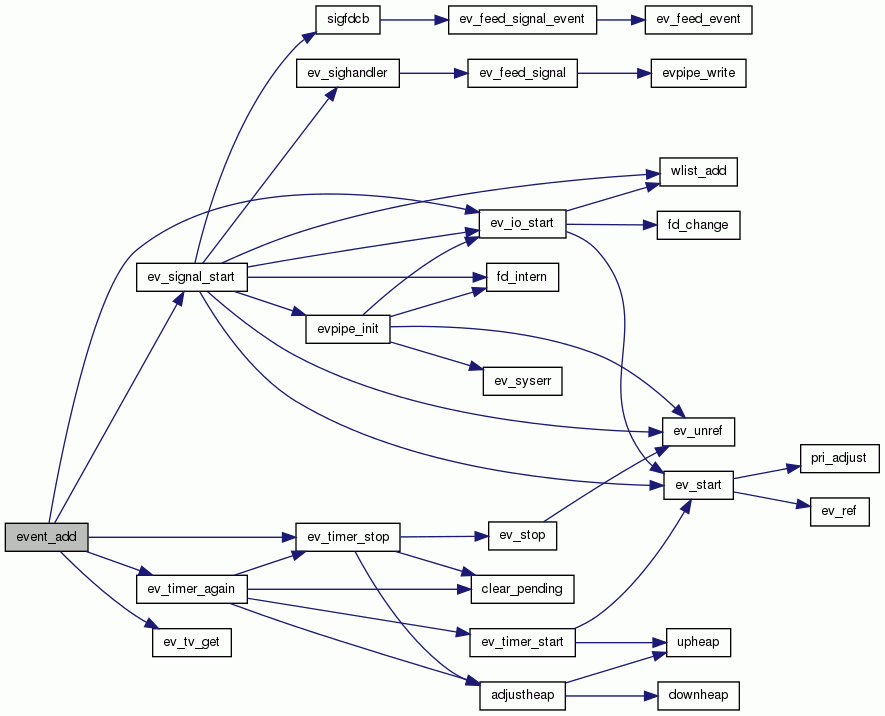 sigfdcb
ev_feed_signal_event
ev_feed_event
ev_sighandler
ev_feed_signal
evpipe_write
wlist_add
ev_io_start
fd_change
ev_signal_start
fd_intern
evpipe_init
ev_syserr
ev_unref
pri_adjust
ev_start
ev_ref
event_add
ev_timer_stop
ev_stop
ev_timer_again
clear_pending
ev_tv_get
ev_timer_start
upheap
adjustheap
downheap